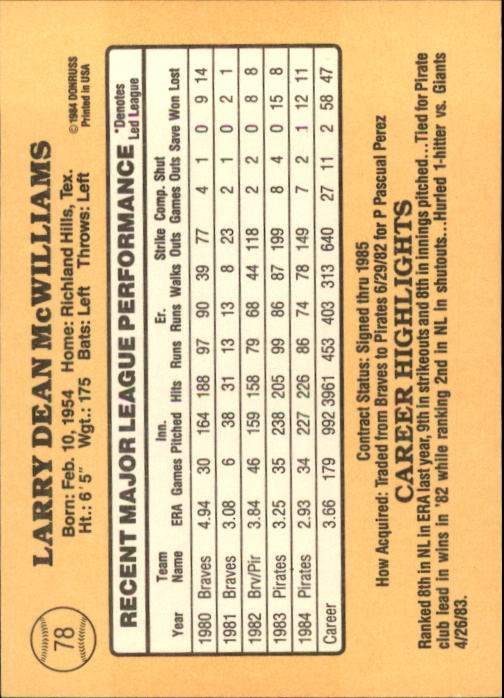 78
LARRY DEAN McWILLIAMS
Born: Feb. 10, 1954 Home: Richland Hills, Tex.
Ht.: 6' 5" Wgt.: 175 Bats: Left Throws: Left
© 1984 DONRUSS
Printed in USA
RECENT MAJOR LEAGUE PERFORMANCE
*Denotes
Led League
Team Inn. Er. Strike Comp. Shut
Year Name ERA Games Pitched Hits Runs Runs Walks Outs Games Outs Save Won Lost
1980 Braves 4.94 30 164 188 97 90 39 77 4 1 0 9 14
1981 Braves 3.08 6 38 31 13 13 8 23 2 1 0 2 1
1982 Brv/Pir 3.84 46 159 158 79 68 44 118 2 2 0 8 8
1983 Pirates 3.25 35 238 205 99 86 87 199 8 4 0 15 8
1984 Pirates 2.93 34 227 226 86 74 78 149 7 2 1 12 11
Career 3.66 179 992 3961 453 403 313 640 27 11 2 58 47
Contract Status: Signed thru 1985
How Acquired: Traded from Braves to Pirates 6/29/82 for P Pascual Perez
CAREER HIGHLIGHTS
Ranked 8th in NL in ERA last year, 9th in strikeouts and 8th in innings pitched...Tied for Pirate
club lead in wins in '82 while ranking 2nd in NL in shutouts...Hurled 1-hitter vs. Giants
4/26/83.